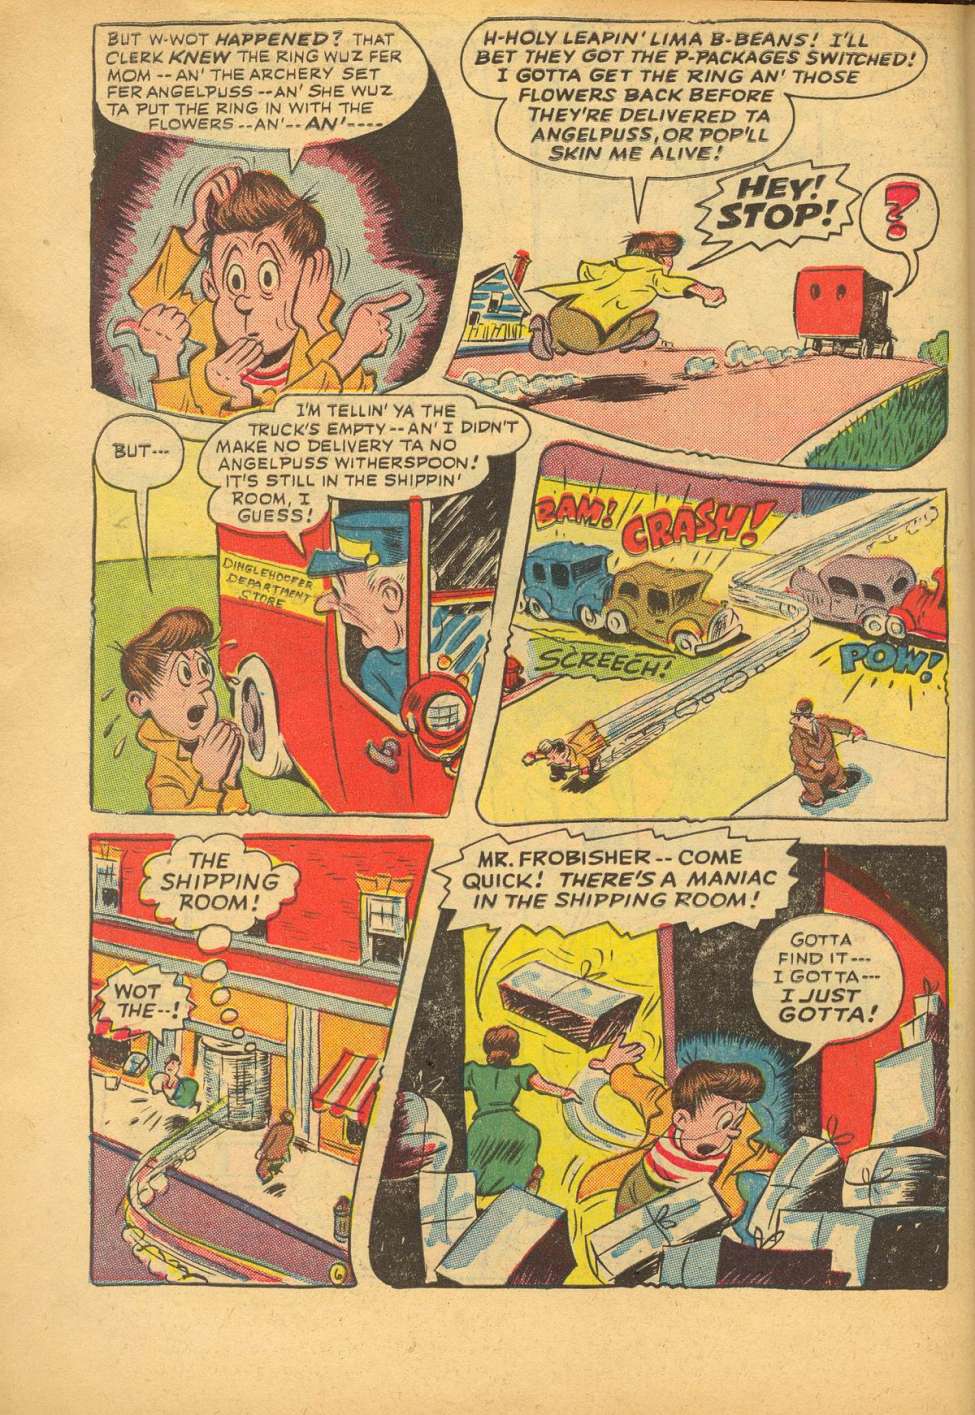 BUT W-WOT HAPPENED? THAT
CLERK KNEW THE RING WUZ FER
MOM -- AN' THE ARCHERY SET
FER ANGELPUSS -- AN' SHE WUZ
TA PUT THE RING IN WITH THE
FLOWERS -- AN'-- AN'----
H-HOLY LEAPIN' LIMA B-BEANS! I'LL
BET THEY GOT THE P-PACKAGES SWITCHED!
I GOTTA GET THE RING AN' THOSE
FLOWERS BACK BEFORE
THEY'RE DELIVERED TA
ANGELPUSS, OR POP'LL
SKIN ME ALIVE!
HEY!
STOP!
?
BUT---
I'M TELLIN' YA THE
TRUCK'S EMPTY -- AN' I DIDN'T
MAKE NO DELIVERY TA NO
ANGELPUSS WITHERSPOON!
IT'S STILL IN THE SHIPPIN'
ROOM, I
GUESS!
DINGLEHOOFER
DEPARTMENT
STORE
BAM!
CRASH!
SCREECH!
POW!
THE
SHIPPING
ROOM!
WOT
THE--!
6
MR. FROBISHER -- COME
QUICK! THERE'S A MANIAC
IN THE SHIPPING ROOM!
GOTTA
FIND IT---
I GOTTA---
I JUST
GOTTA!